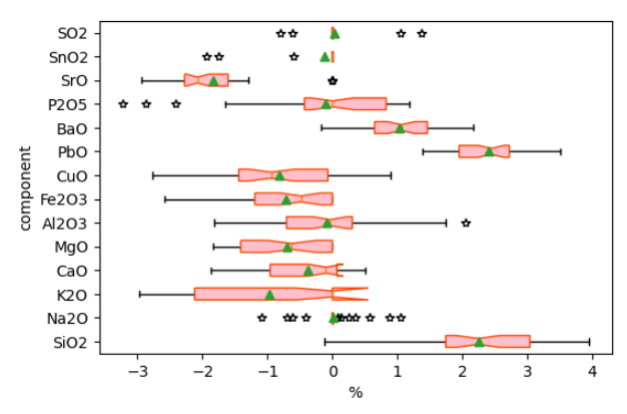 SO2
SnO2
SrO
P2O5
BaO
PbO
CuO
Fe2O3
Al2O3
MgO
CaO
K2O
Na2O
SiO2
component
−3 −2 −1 0 1 2 3 4
%